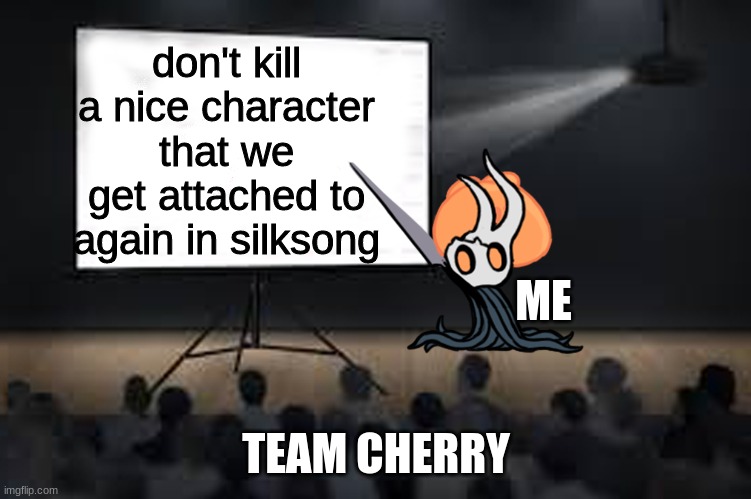 don't kill
a nice character
that we
get attached to
again in silksong
ME
TEAM CHERRY
imgflip.com